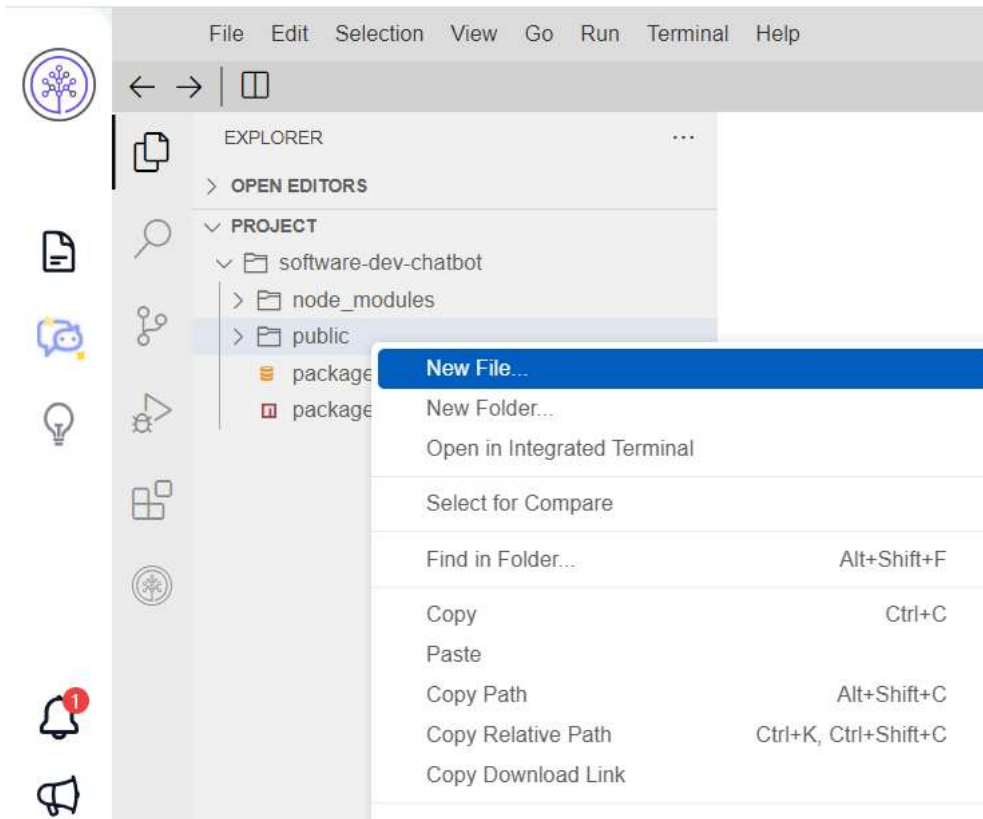 File Edit Selection View Go Run Terminal Help
EXPLORER
OPEN EDITORS
PROJECT
software-dev-chatbot
node_modules
public
package
package
New File...
New Folder...
Open in Integrated Terminal
Select for Compare
Find in Folder... Alt+Shift+F
Copy Ctrl+C
Paste
Copy Path Alt+Shift+C
Copy Relative Path Ctrl+K, Ctrl+Shift+C
Copy Download Link
1